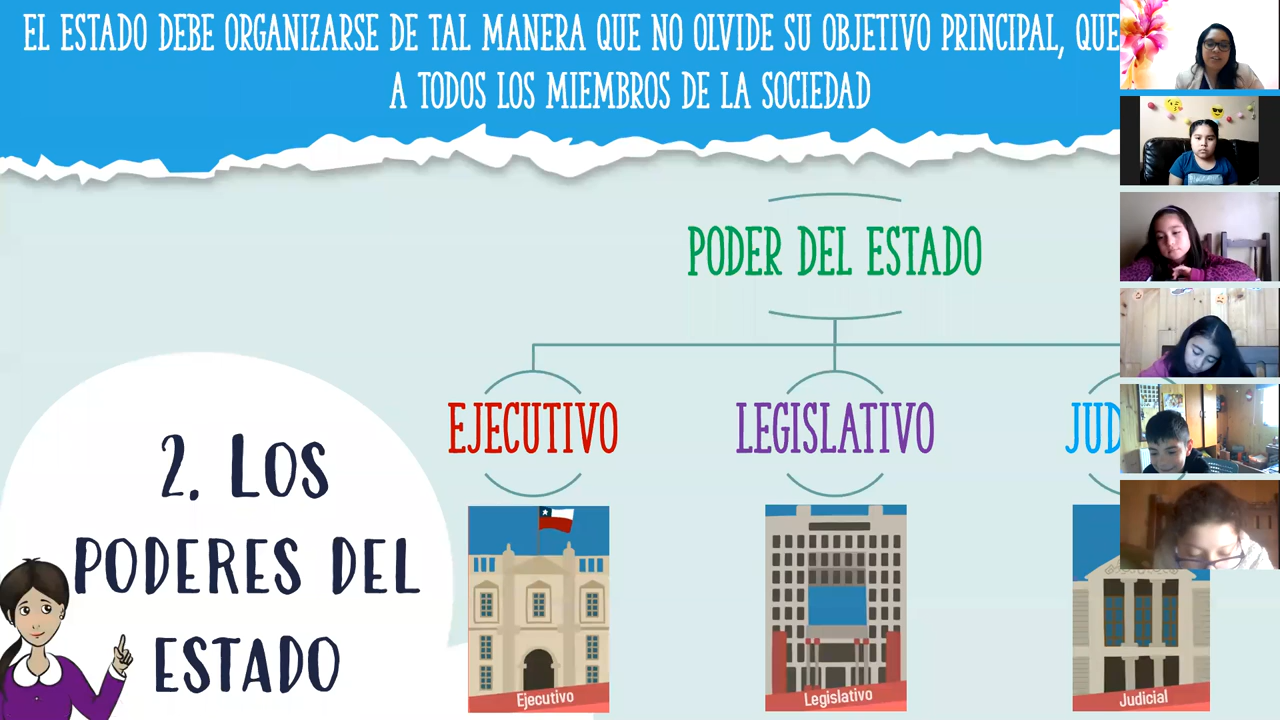 EL ESTADO DEBE ORGANIZARSE DE TAL MANERA QUE NO OLVIDE SU OBJETIVO PRINCIPAL, QUE
A TODOS LOS MIEMBROS DE LA SOCIEDAD
PODER DEL ESTADO
EJECUTIVO
LEGISLATIVO
JUD
2. LOS
PODERES DEL
ESTADO
Ejecutivo
Legislativo
Judicial